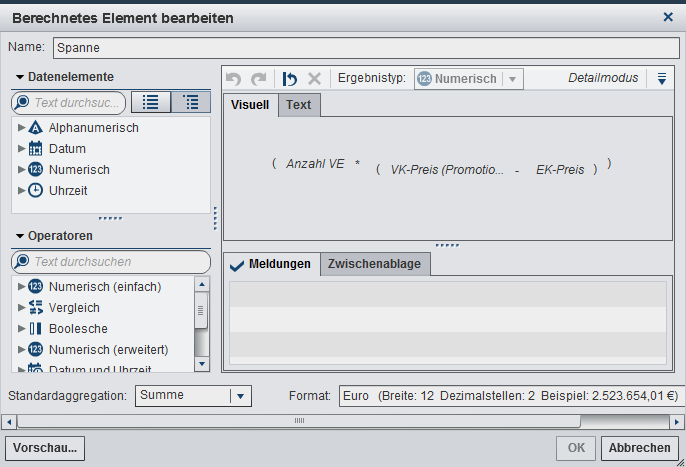 Berechnetes Element bearbeiten
Name: Spanne
Datenelemente
Text durchsuc...
Alphanumerisch
Datum
Numerisch
Uhrzeit
Operatoren
Text durchsuchen
Numerisch (einfach)
Vergleich
Boolesche
Numerisch (erweitert)
Datum und Uhrzeit
Ergebnistyp: 123 Numerisch Detailmodus
Visuell Text
( Anzahl VE * ( VK-Preis (Promotio... - EK-Preis ) )
Meldungen Zwischenablage
Standardaggregation: Summe Format: Euro (Breite: 12 Dezimalstellen: 2 Beispiel: 2.523.654,01 €)
Vorschau... OK Abbrechen